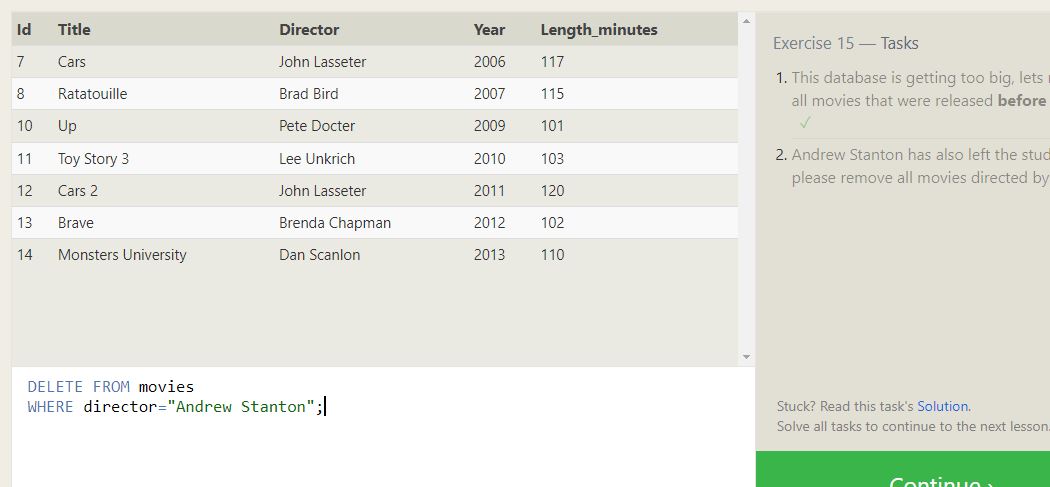 Id Title Director Year Length_minutes
7 Cars John Lasseter 2006 117
8 Ratatouille Brad Bird 2007 115
10 Up Pete Docter 2009 101
11 Toy Story 3 Lee Unkrich 2010 103
12 Cars 2 John Lasseter 2011 120
13 Brave Brenda Chapman 2012 102
14 Monsters University Dan Scanlon 2013 110
DELETE FROM movies
WHERE director="Andrew Stanton";
Exercise 15 — Tasks
1. This database is getting too big, lets
all movies that were released before
✓
2. Andrew Stanton has also left the stud
please remove all movies directed by
Stuck? Read this task's Solution.
Solve all tasks to continue to the next lesson.
Continue ›